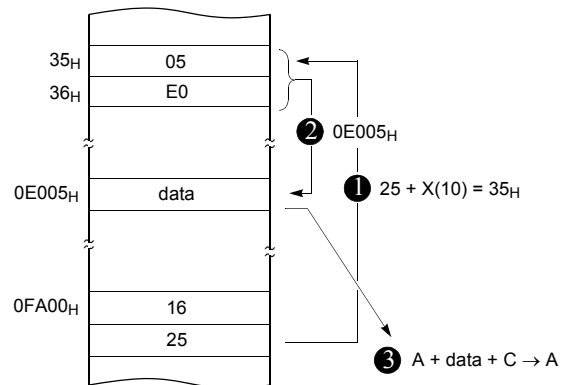 35H 05
36H E0
2 0E005H
0E005H data
1 25 + X(10) = 35H
0FA00H 16
25
3 A + data + C → A